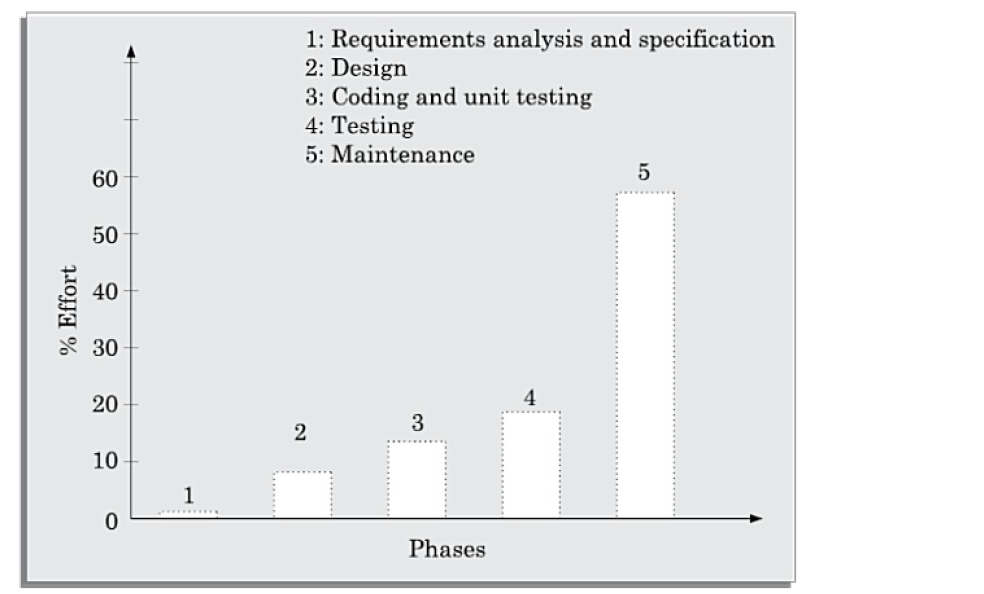 1: Requirements analysis and specification
2: Design
3: Coding and unit testing
4: Testing
5: Maintenance
60
50
40
30
20
10
0
% Effort
1
2
3
4
5
Phases